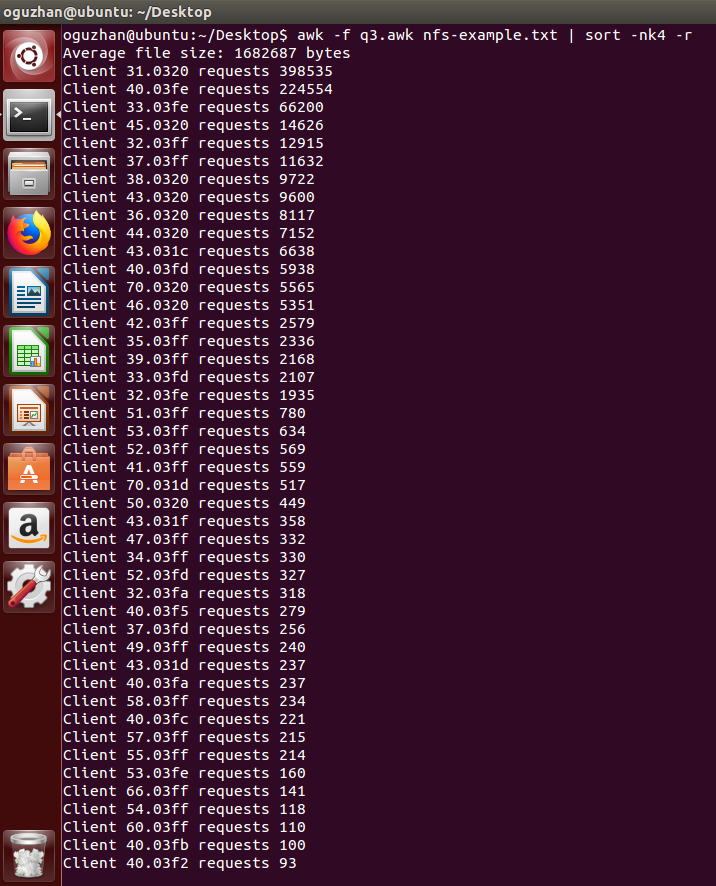 oguzhan@ubuntu: ~/Desktop
oguzhan@ubuntu:~/Desktop$ awk -f q3.awk nfs-example.txt | sort -nk4 -r
Average file size: 1682687 bytes
Client 31.0320 requests 398535
Client 40.03fe requests 224554
Client 33.03fe requests 66200
Client 45.0320 requests 14626
Client 32.03ff requests 12915
Client 37.03ff requests 11632
Client 38.0320 requests 9722
Client 43.0320 requests 9600
Client 36.0320 requests 8117
Client 44.0320 requests 7152
Client 43.031c requests 6638
Client 40.03fd requests 5938
Client 70.0320 requests 5565
Client 46.0320 requests 5351
Client 42.03ff requests 2579
Client 35.03ff requests 2336
Client 39.03ff requests 2168
Client 33.03fd requests 2107
Client 32.03fe requests 1935
Client 51.03ff requests 780
Client 53.03ff requests 634
Client 52.03ff requests 569
Client 41.03ff requests 559
Client 70.031d requests 517
Client 50.0320 requests 449
Client 43.031f requests 358
Client 47.03ff requests 332
Client 34.03ff requests 330
Client 52.03fd requests 327
Client 32.03fa requests 318
Client 40.03f5 requests 279
Client 37.03fd requests 256
Client 49.03ff requests 240
Client 43.031d requests 237
Client 40.03fa requests 237
Client 58.03ff requests 234
Client 40.03fc requests 221
Client 57.03ff requests 215
Client 55.03ff requests 214
Client 53.03fe requests 160
Client 66.03ff requests 141
Client 54.03ff requests 118
Client 60.03ff requests 110
Client 40.03fb requests 100
Client 40.03f2 requests 93